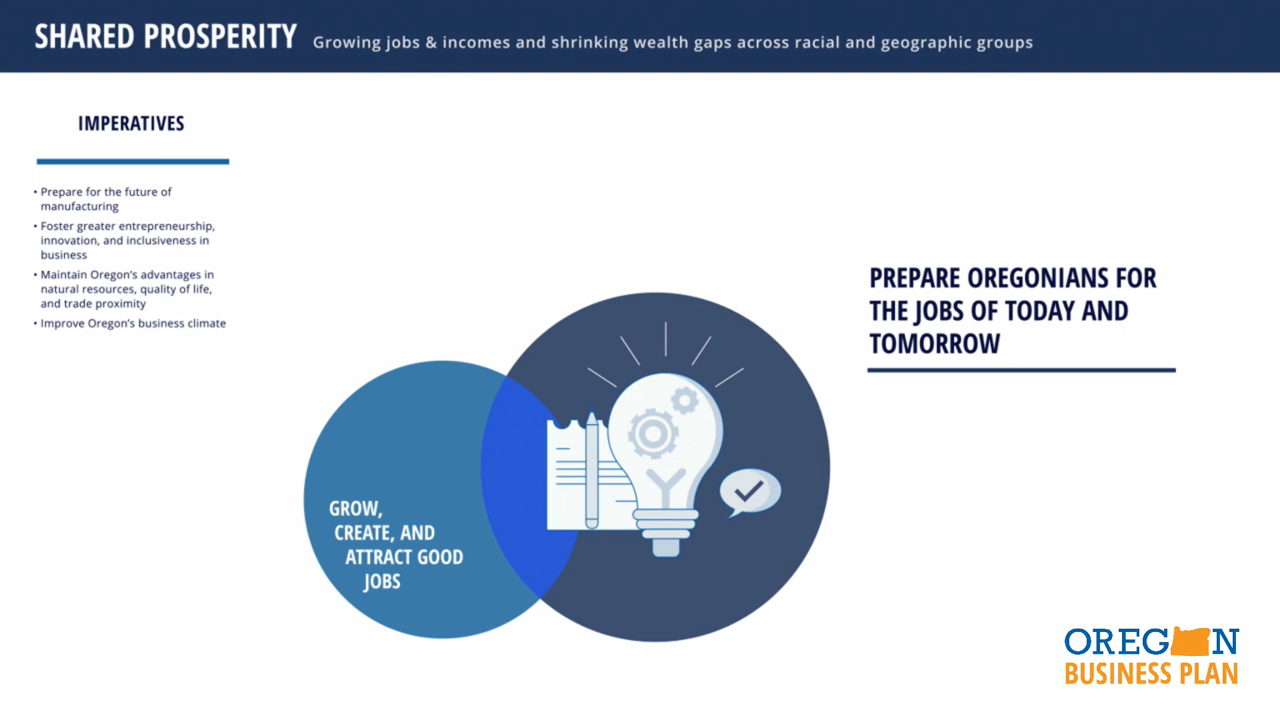 SHARED PROSPERITY Growing jobs & incomes and shrinking wealth gaps across racial and geographic groups
IMPERATIVES
• Prepare for the future of
manufacturing
• Foster greater entrepreneurship,
innovation, and inclusiveness in
business
• Maintain Oregon's advantages in
natural resources, quality of life,
and trade proximity
• Improve Oregon's business climate
GROW,
CREATE, AND
ATTRACT GOOD
JOBS
PREPARE OREGONIANS FOR
THE JOBS OF TODAY AND
TOMORROW
OREGON
BUSINESS PLAN